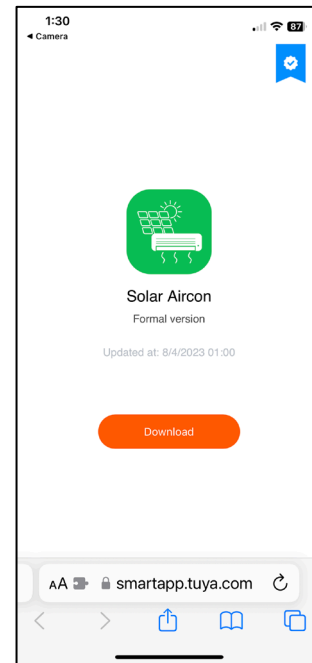 1:30
87
Camera
Solar Aircon
Formal version
Updated at: 8/4/2023 01:00
Download
AA
smartapp.tuya.com